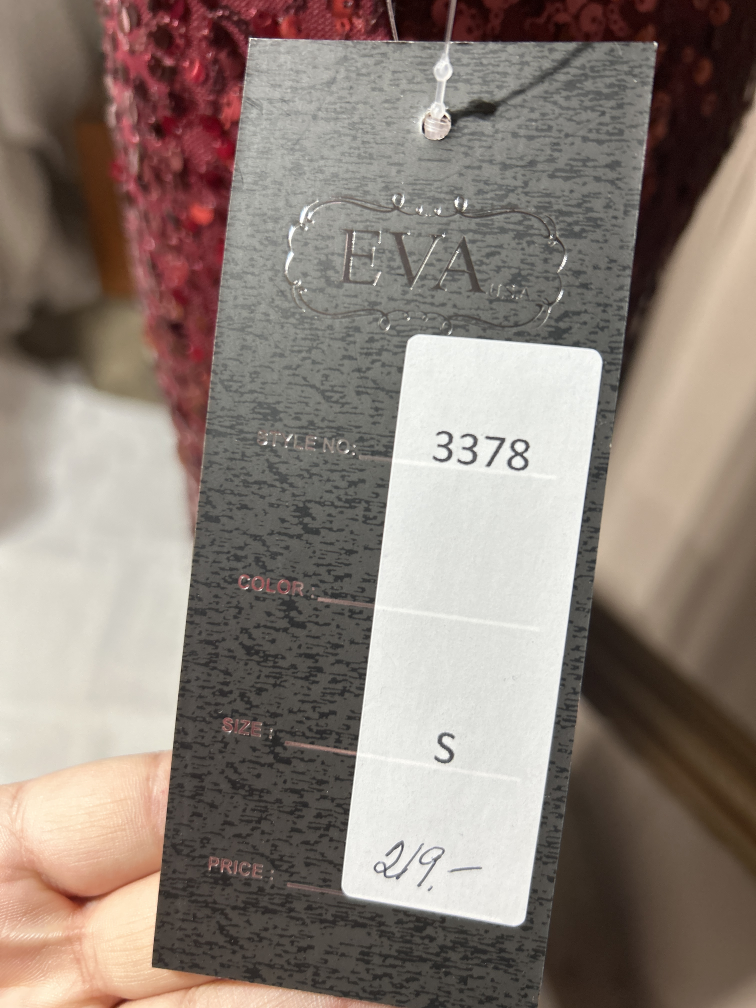 EVA USA
STYLE NO: 3378
COLOR :
SIZE : S
PRICE : 219.—